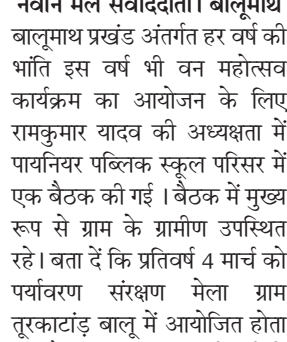 नवीन मेल संवाददाता। बालूमाथ
बालूमाथ प्रखंड अंतर्गत हर वर्ष की
भांति इस वर्ष भी वन महोत्सव
कार्यक्रम का आयोजन के लिए
रामकुमार यादव की अध्यक्षता में
पायनियर पब्लिक स्कूल परिसर में
एक बैठक की गई ।बैठक में मुख्य
रूप से ग्राम के ग्रामीण उपस्थित
रहे। बता दें कि प्रतिवर्ष 4 मार्च को
पर्यावरण संरक्षण मेला ग्राम
तूरकाटांड़ बालू में आयोजित होता